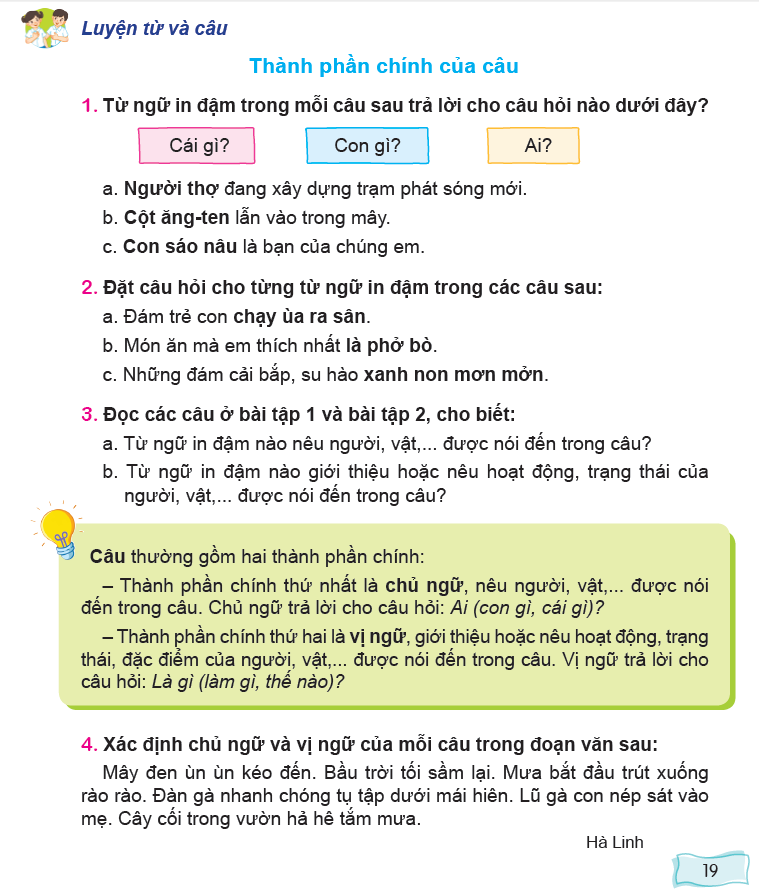 Luyện từ và câu
Thành phần chính của câu
1. Từ ngữ in đậm trong mỗi câu sau trả lời cho câu hỏi nào dưới đây?
Cái gì? Con gì? Ai?
a. Người thợ đang xây dựng trạm phát sóng mới.
b. Cột ăng-ten lẫn vào trong mây.
c. Con sáo nâu là bạn của chúng em.
2. Đặt câu hỏi cho từng từ ngữ in đậm trong các câu sau:
a. Đám trẻ con chạy ùa ra sân.
b. Món ăn mà em thích nhất là phở bò.
c. Những đám cải bắp, su hào xanh non mơn mởn.
3. Đọc các câu ở bài tập 1 và bài tập 2, cho biết:
a. Từ ngữ in đậm nào nêu người, vật,... được nói đến trong câu?
b. Từ ngữ in đậm nào giới thiệu hoặc nêu hoạt động, trạng thái của
người, vật,... được nói đến trong câu?
Câu thường gồm hai thành phần chính:
– Thành phần chính thứ nhất là chủ ngữ, nêu người, vật,... được nói
đến trong câu. Chủ ngữ trả lời cho câu hỏi: Ai (con gì, cái gì)?
– Thành phần chính thứ hai là vị ngữ, giới thiệu hoặc nêu hoạt động, trạng
thái, đặc điểm của người, vật,... được nói đến trong câu. Vị ngữ trả lời cho
câu hỏi: Là gì (làm gì, thế nào)?
4. Xác định chủ ngữ và vị ngữ của mỗi câu trong đoạn văn sau:
Mây đen ùn ùn kéo đến. Bầu trời tối sầm lại. Mưa bắt đầu trút xuống
rào rào. Đàn gà nhanh chóng tụ tập dưới mái hiên. Lũ gà con nép sát vào
mẹ. Cây cối trong vườn hả hê tắm mưa.
Hà Linh
19